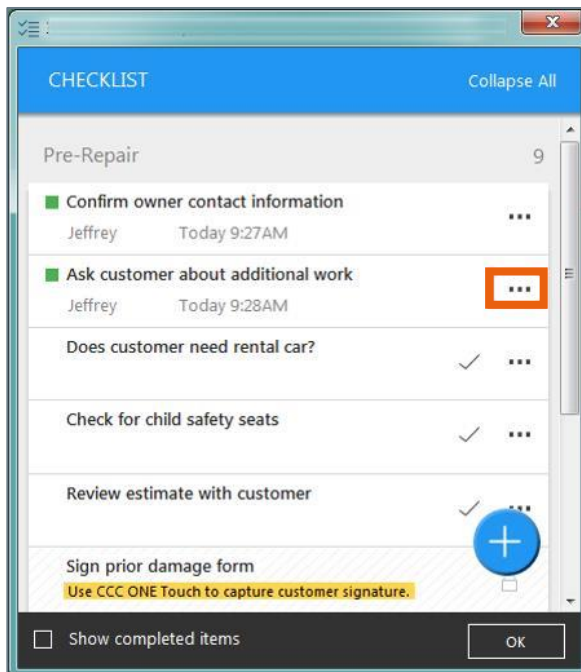 CHECKLIST Collapse All
Pre-Repair 9
Confirm owner contact information
Jeffrey Today 9:27AM
Ask customer about additional work
Jeffrey Today 9:28AM
Does customer need rental car?
Check for child safety seats
Review estimate with customer
Sign prior damage form
Use CCC ONE Touch to capture customer signature.
Show completed items OK